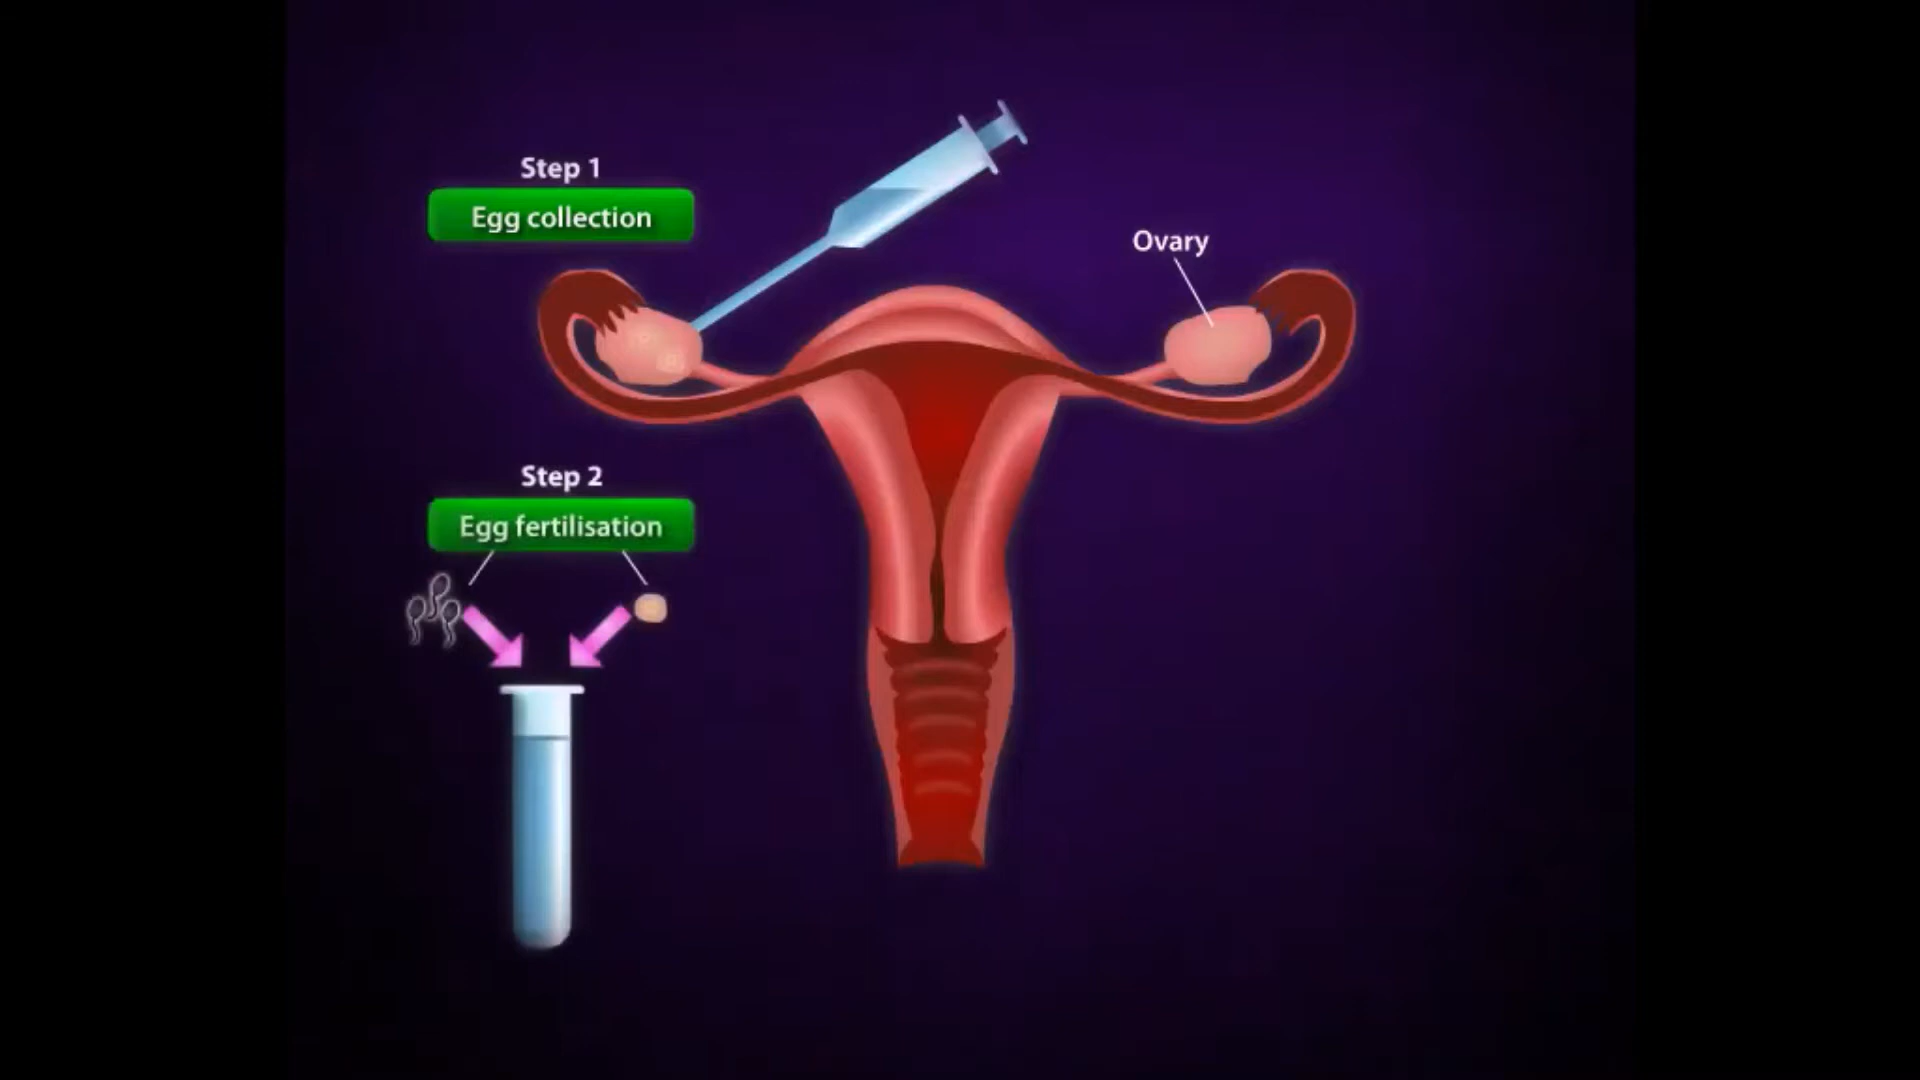 Step 1
Egg collection
Ovary
Step 2
Egg fertilisation